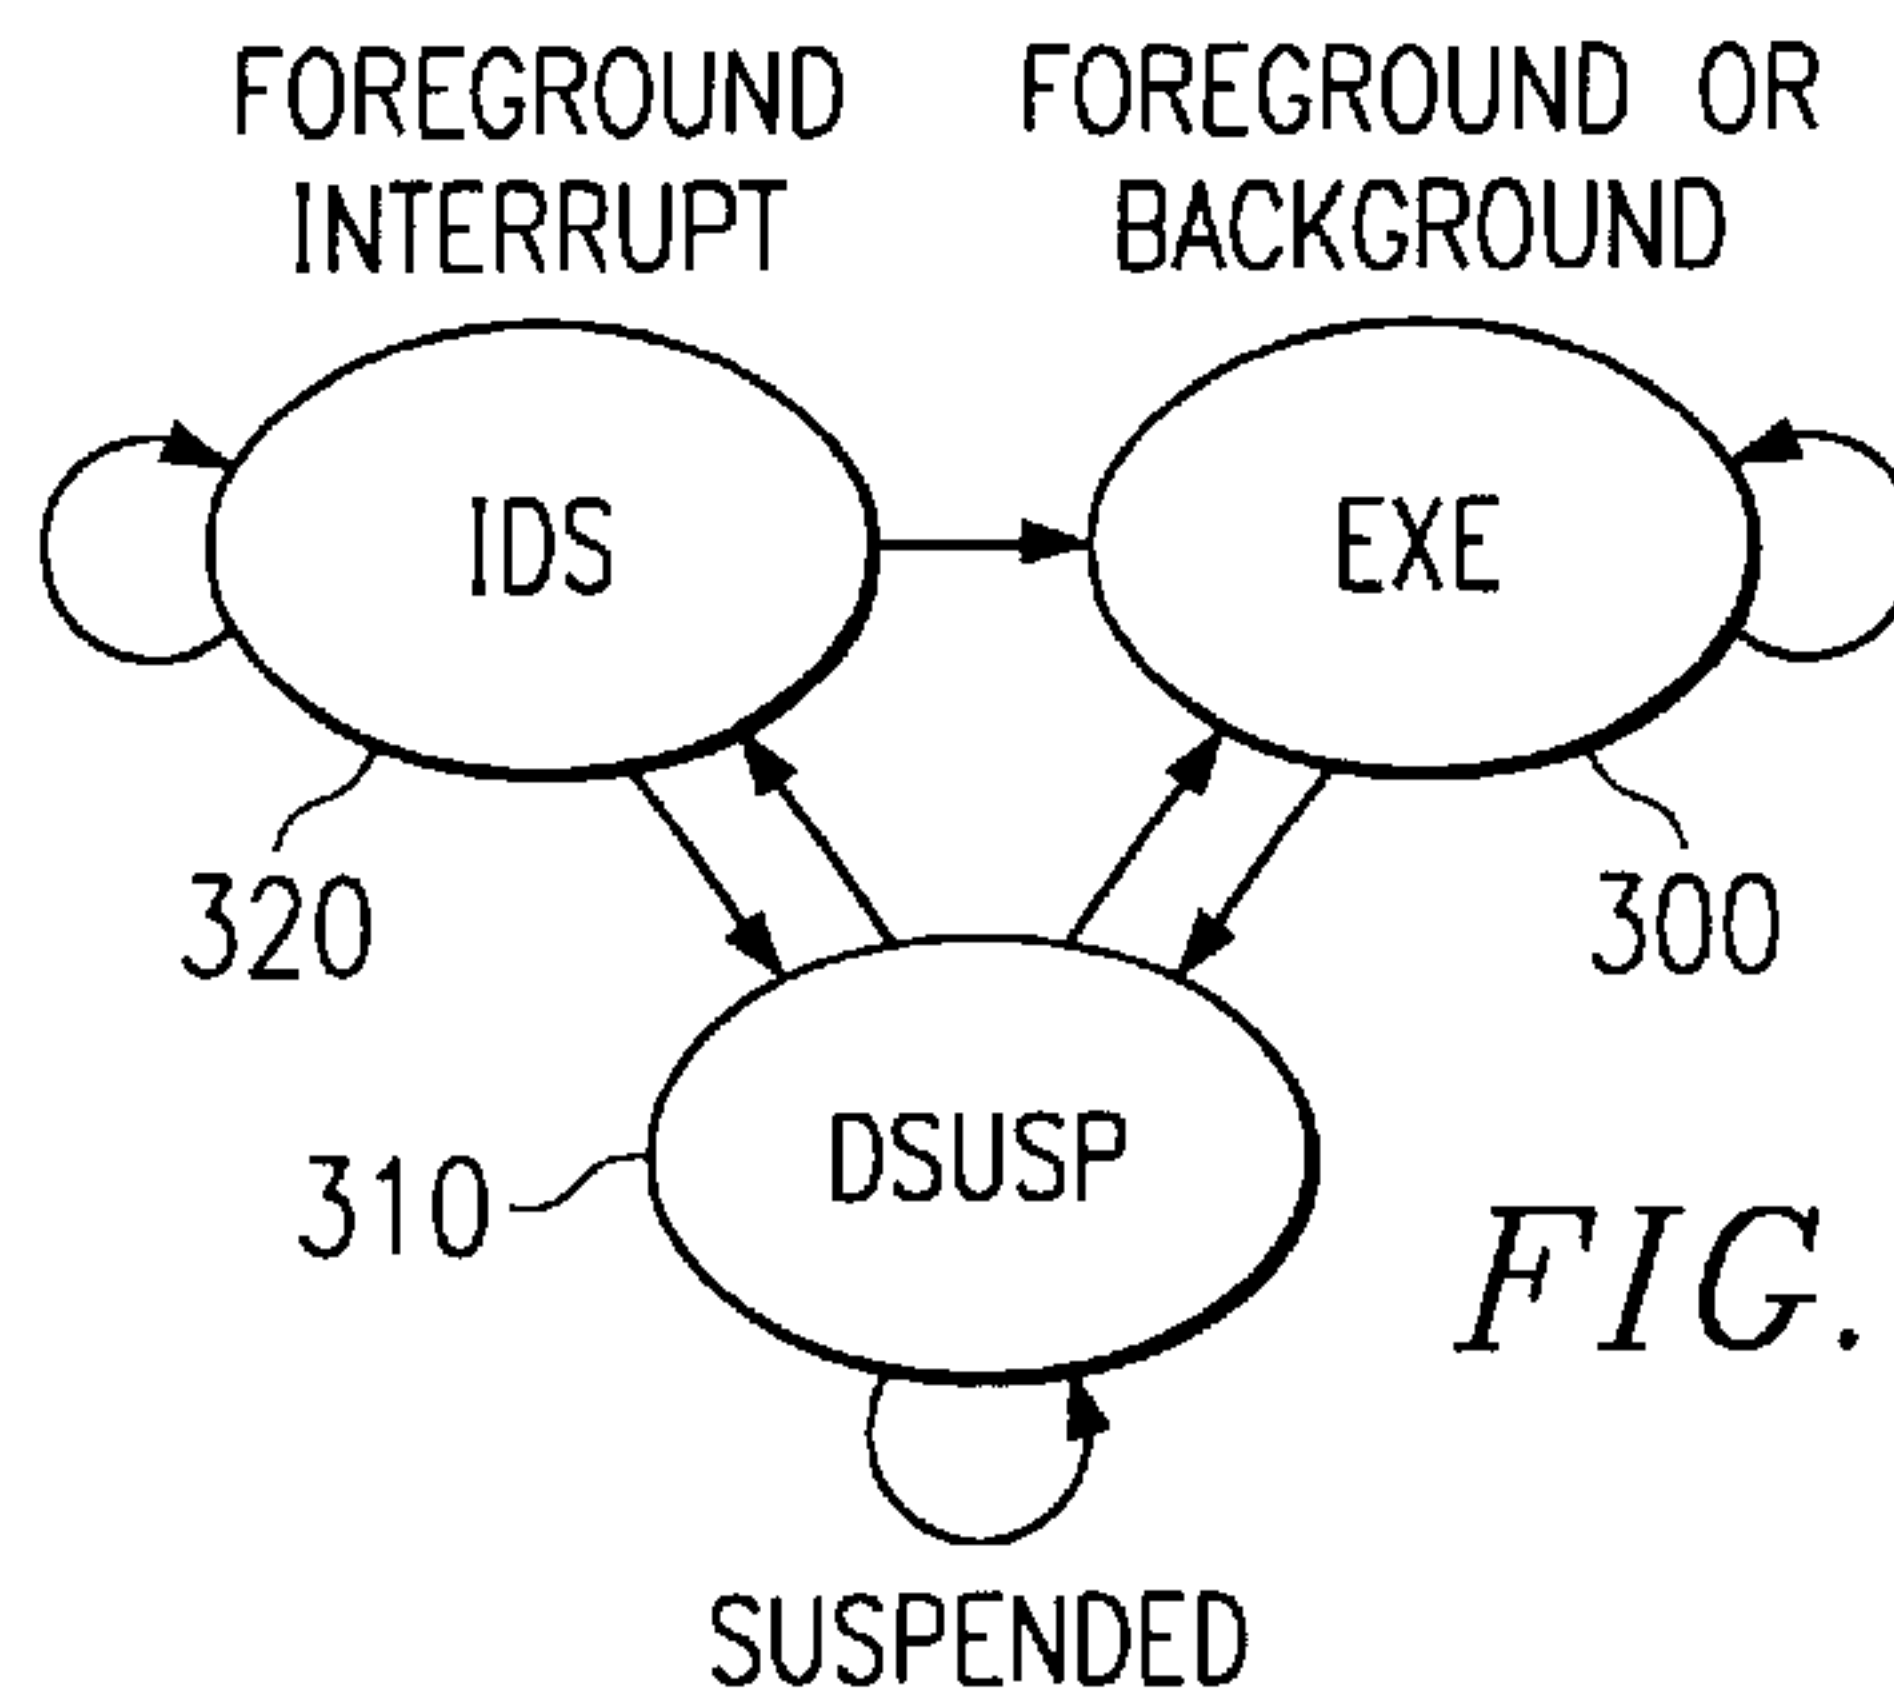 FOREGROUND
INTERRUPT
FOREGROUND OR
BACKGROUND
IDS
EXE
320
300
DSUSP
310
FIG.
SUSPENDED